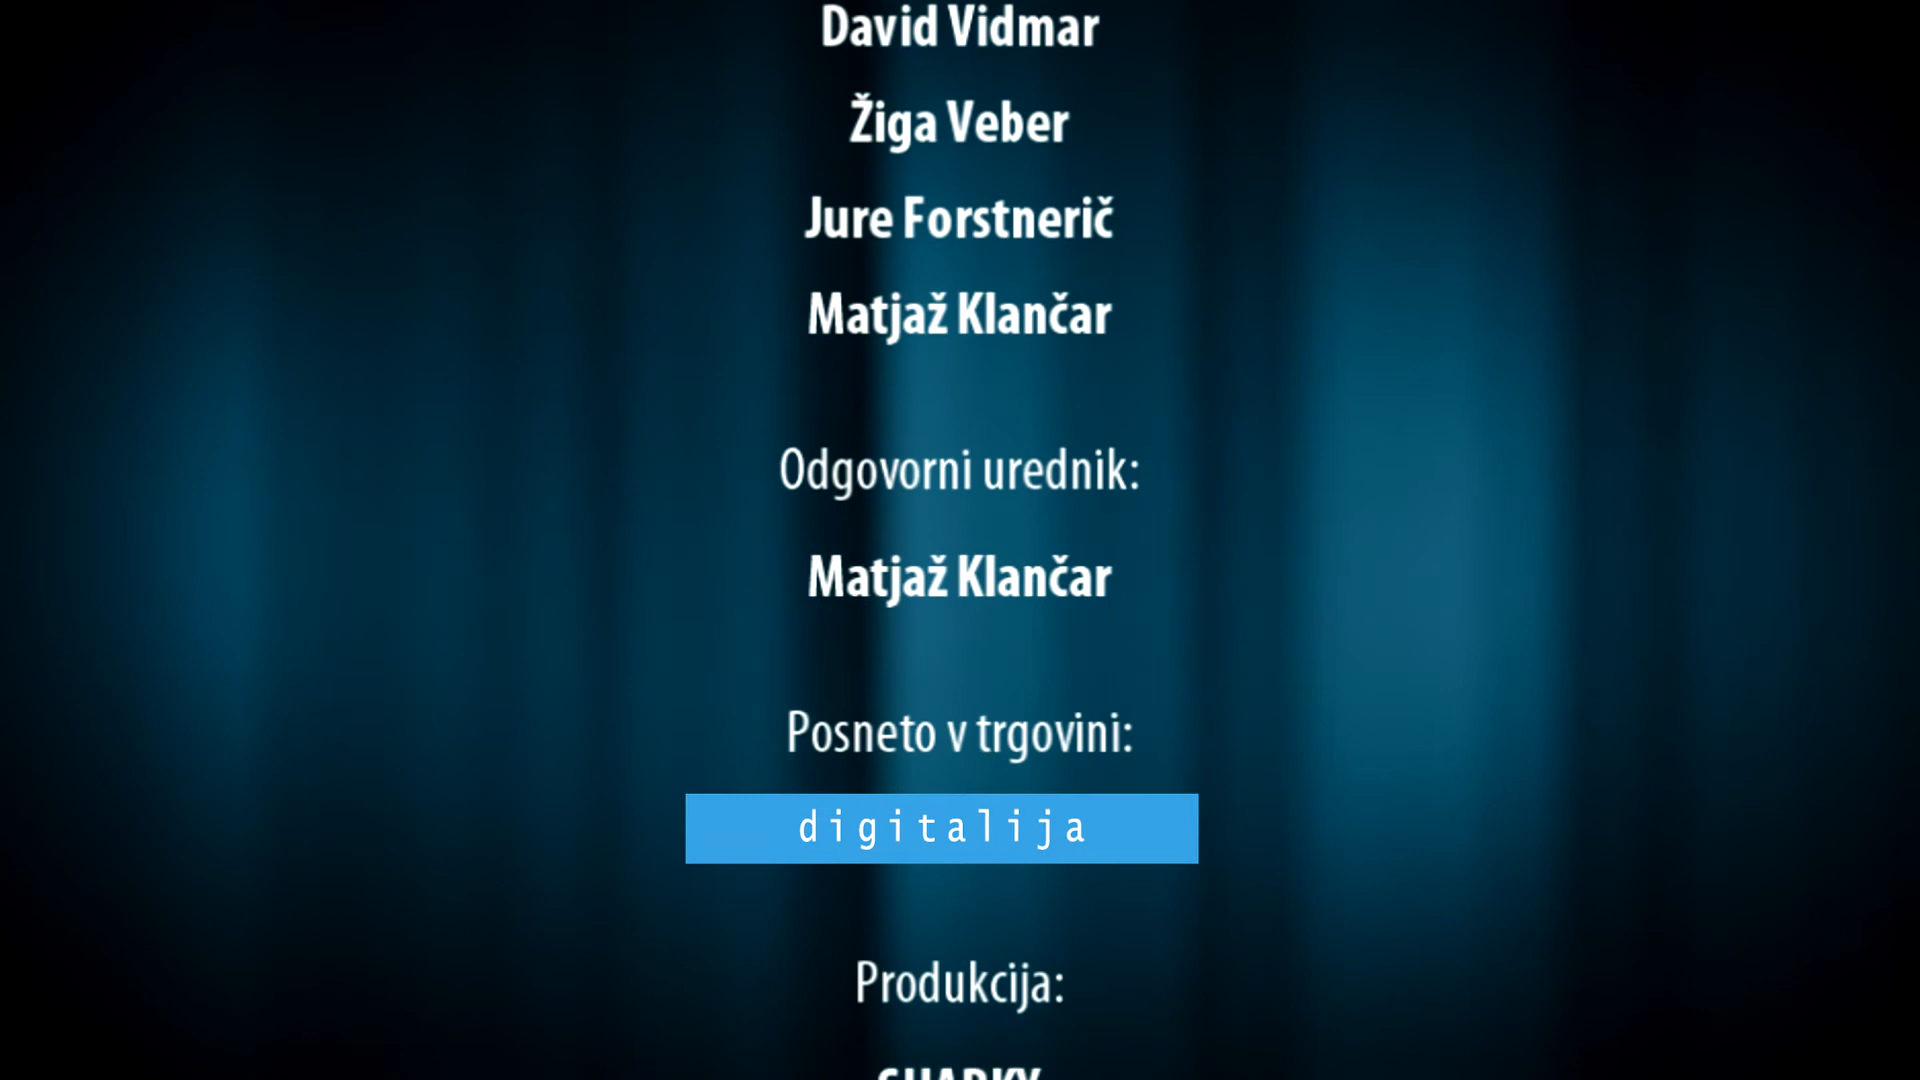 David Vidmar
Žiga Veber
Jure Forstnerič
Matjaž Klančar
Odgovorni urednik:
Matjaž Klančar
Posneto v trgovini:
digitalija
Produkcija: